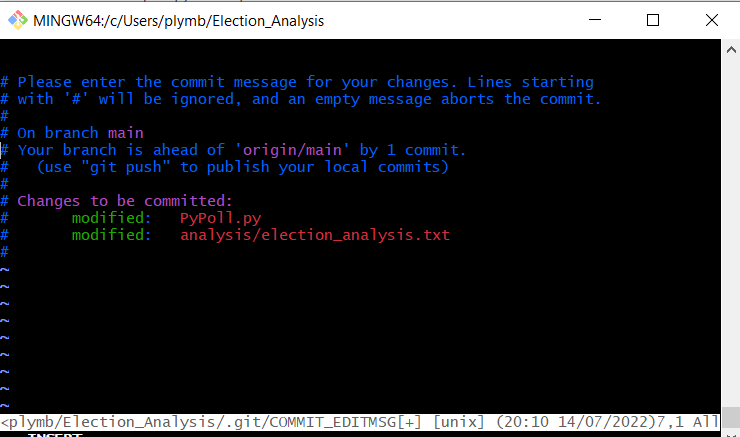 MINGW64:/c/Users/plymb/Election_Analysis
# Please enter the commit message for your changes. Lines starting
# with '#' will be ignored, and an empty message aborts the commit.
#
# On branch main
# Your branch is ahead of 'origin/main' by 1 commit.
#   (use "git push" to publish your local commits)
#
# Changes to be committed:
#       modified:   PyPoll.py
#       modified:   analysis/election_analysis.txt
#
~
~
~
~
~
~
~
~
~
<plymb/Election_Analysis/.git/COMMIT_EDITMSG[+] [unix] (20:10 14/07/2022)7,1 All
-- INSERT --